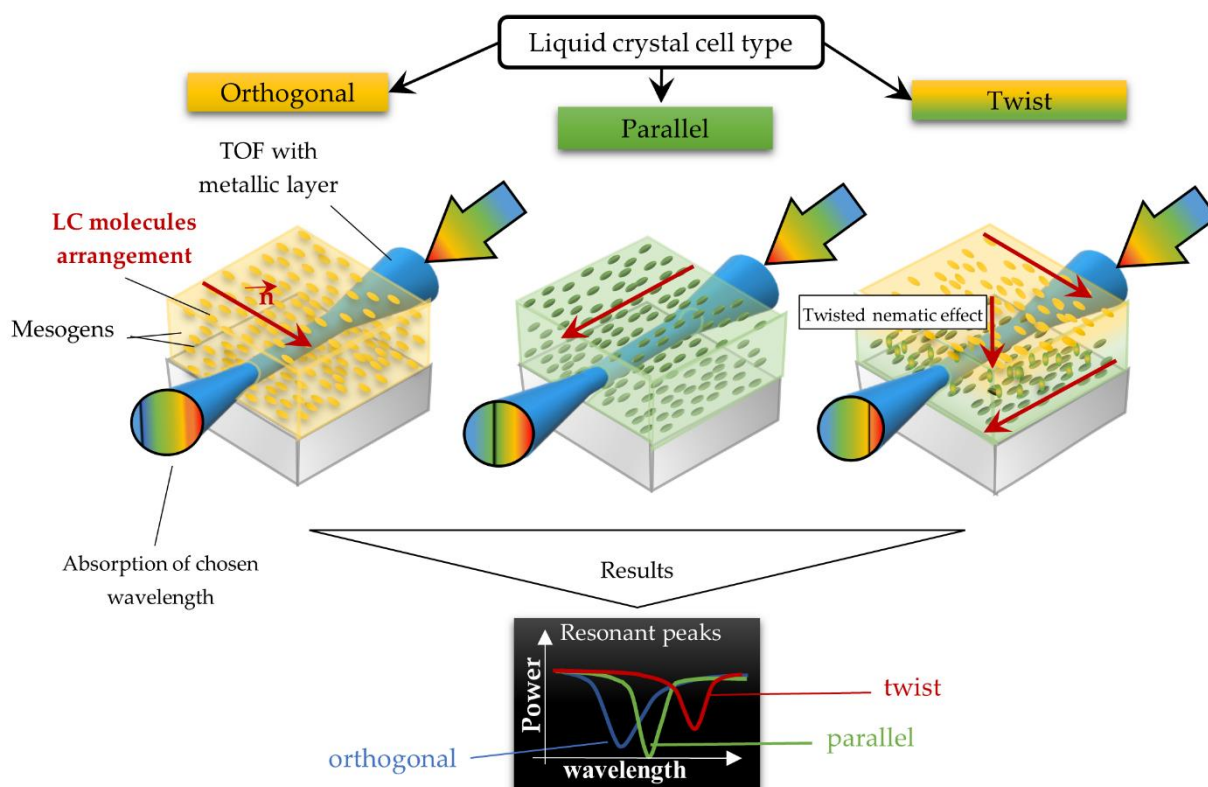 Liquid crystal cell type
Orthogonal
Parallel
Twist
TOF with
metallic layer
LC molecules
arrangement
n
Mesogens
Twisted nematic effect
Absorption of chosen
wavelength
Results
Resonant peaks
Power
wavelength
twist
parallel
orthogonal